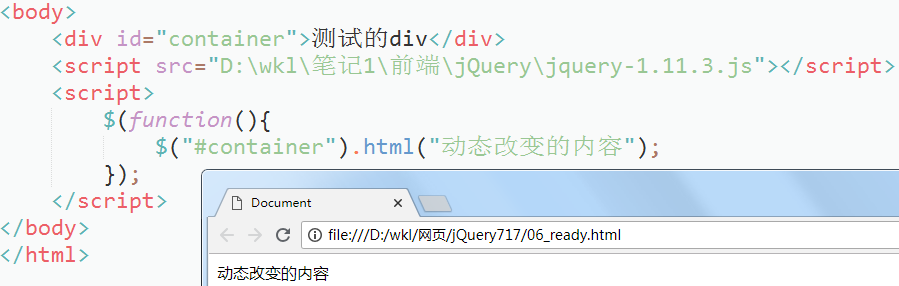 <body>
<div id="container">测试的div</div>
<script src="D:\wkl\笔记1\前端\jQuery\jquery-1.11.3.js"></script>
<script>
$(function(){
$("#container").html("动态改变的内容");
});
</script>
</body>
</html>
Document
file:///D:/wkl/网页/jQuery717/06_ready.html
动态改变的内容